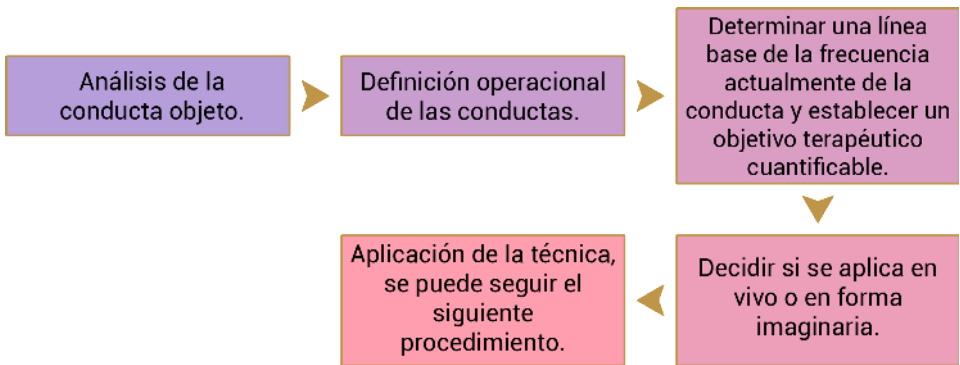 Análisis de la
conducta objeto.
Definición operacional
de las conductas.
Determinar una línea
base de la frecuencia
actualmente de la
conducta y establecer un
objetivo terapéutico
cuantificable.
Decidir si se aplica en
vivo o en forma
imaginaria.
Aplicación de la técnica,
se puede seguir el
siguiente
procedimiento.